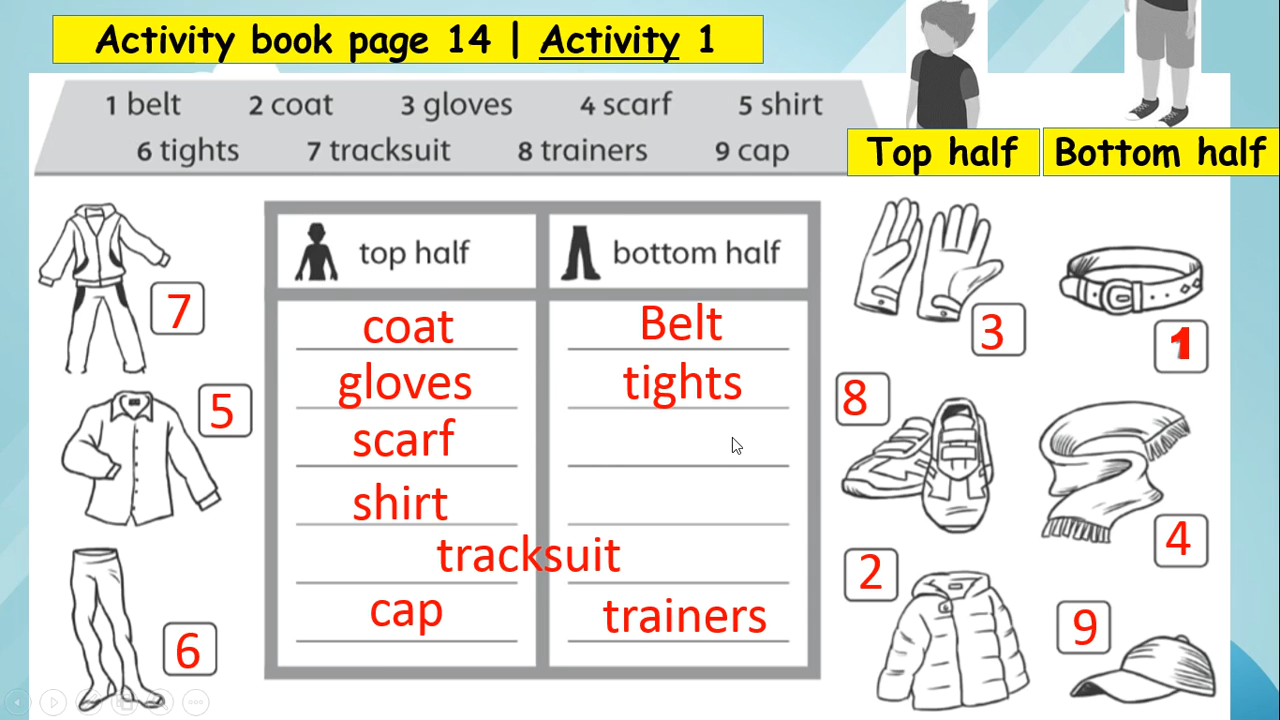 Activity book page 14 | Activity 1
1 belt 2 coat 3 gloves 4 scarf 5 shirt
6 tights 7 tracksuit 8 trainers 9 cap
Top half
Bottom half
top half
bottom half
coat
gloves
scarf
shirt
tracksuit
cap
Belt
tights
trainers
7
5
6
3
1
8
4
2
9